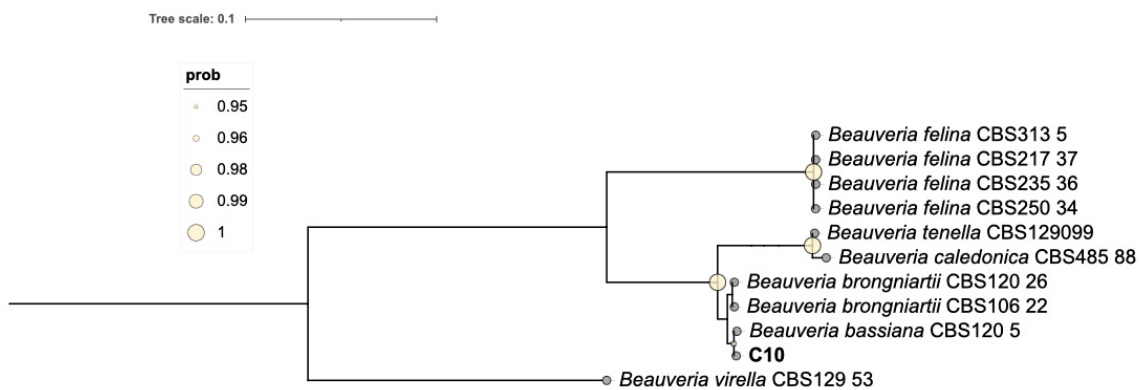 Tree scale: 0.1
prob
0.95
0.96
0.98
0.99
1
Beauveria felina CBS313 5
Beauveria felina CBS217 37
Beauveria felina CBS235 36
Beauveria felina CBS250 34
Beauveria tenella CBS129099
Beauveria caledonica CBS485 88
Beauveria brongniartii CBS120 26
Beauveria brongniartii CBS106 22
Beauveria bassiana CBS120 5
C10
Beauveria virella CBS129 53